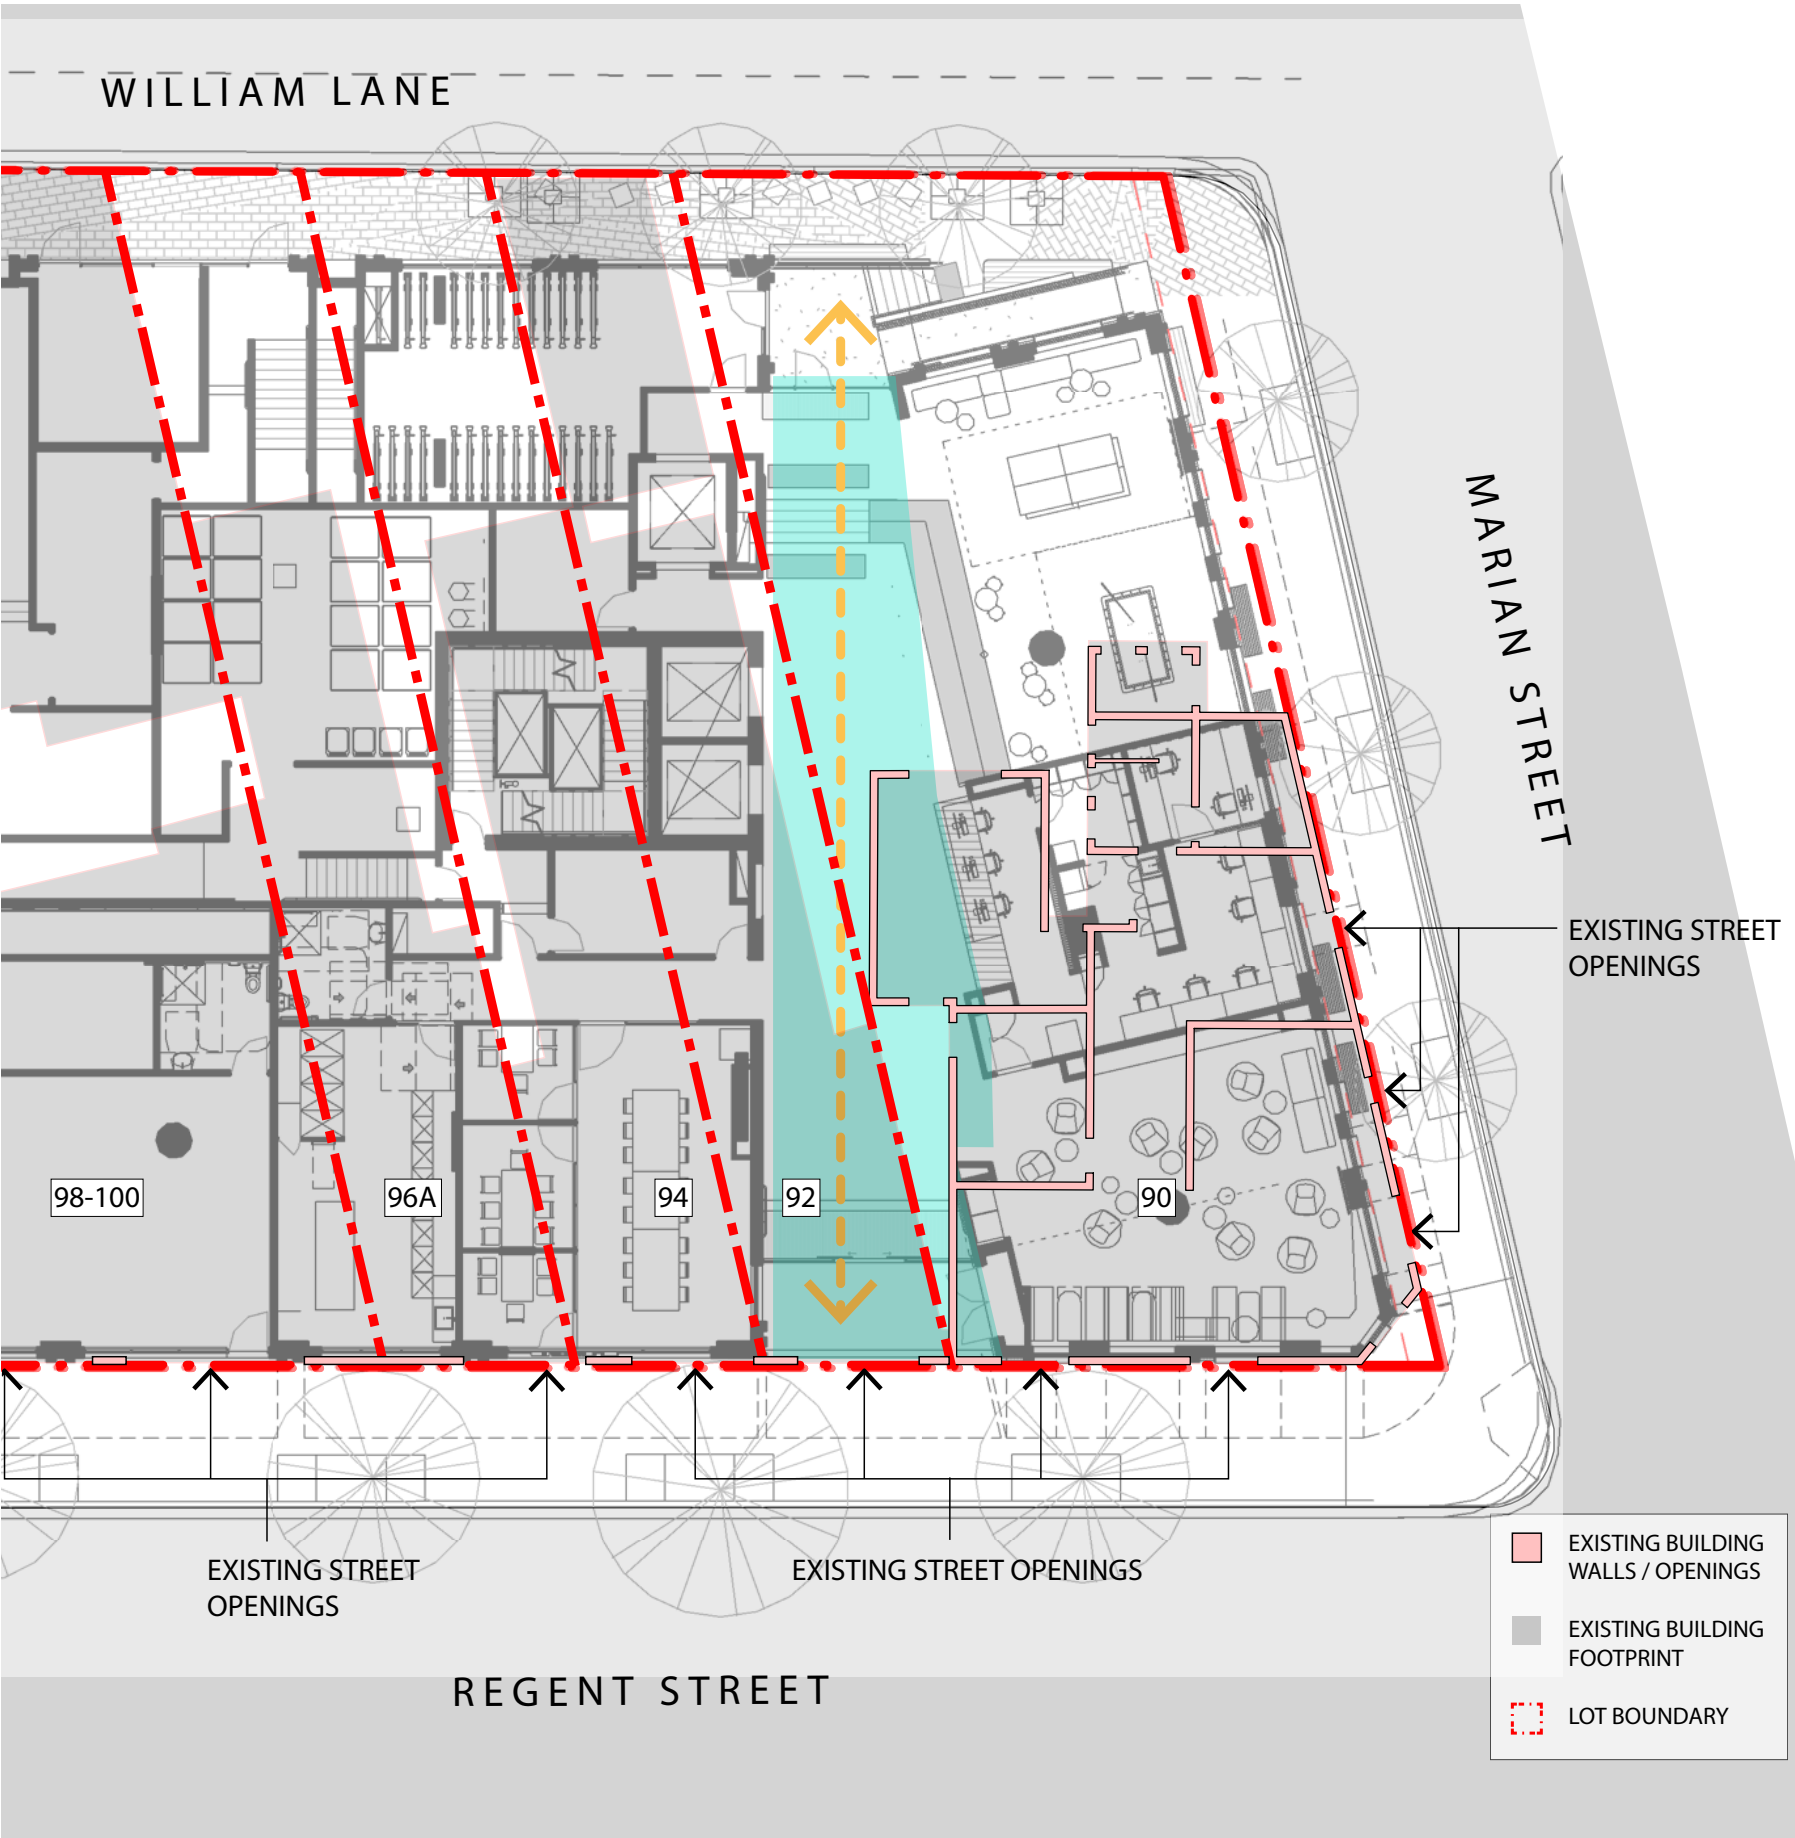 WILLIAM LANE
MARIAN STREET
EXISTING STREET
OPENINGS
98-100
96A
94
92
90
EXISTING STREET
OPENINGS
EXISTING STREET OPENINGS
REGENT STREET
EXISTING BUILDING
WALLS / OPENINGS
EXISTING BUILDING
FOOTPRINT
LOT BOUNDARY